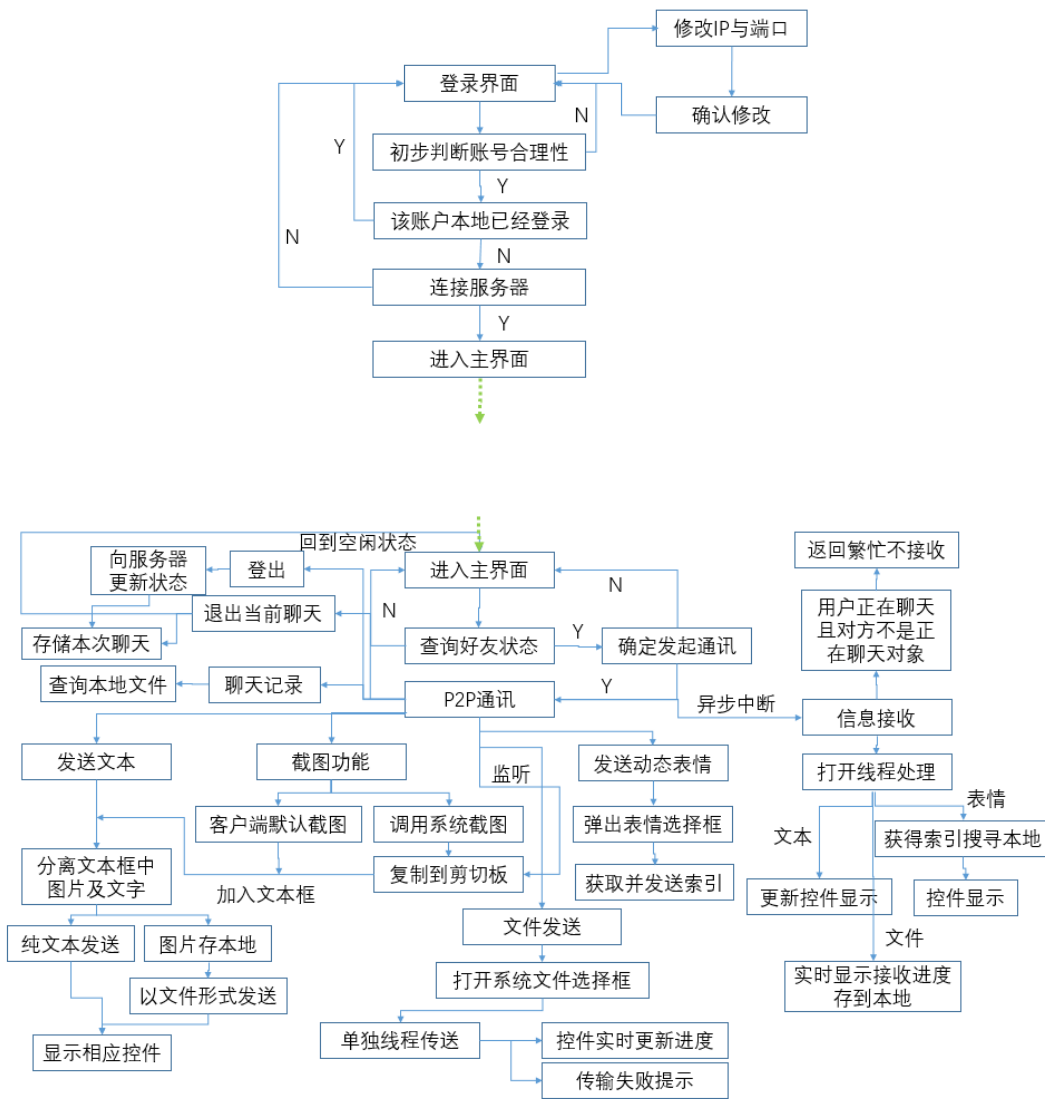 修改IP与端口
登录界面
确认修改
N
初步判断账号合理性
Y
Y
该账户本地已经登录
N
N
连接服务器
Y
进入主界面
回到空闲状态
向服务器
更新状态
登出
进入主界面
返回繁忙不接收
N
N
退出当前聊天
用户正在聊天
且对方不是正
在聊天对象
存储本次聊天
查询好友状态
Y
确定发起通讯
查询本地文件
聊天记录
P2P通讯
Y
异步中断
信息接收
发送文本
截图功能
监听
发送动态表情
打开线程处理
表情
客户端默认截图
调用系统截图
弹出表情选择框
文本
获得索引搜寻本地
分离文本框中
图片及文字
加入文本框
复制到剪切板
获取并发送索引
更新控件显示
控件显示
纯文本发送
图片存本地
文件发送
文件
以文件形式发送
打开系统文件选择框
实时显示接收进度
存到本地
显示相应控件
单独线程传送
控件实时更新进度
传输失败提示